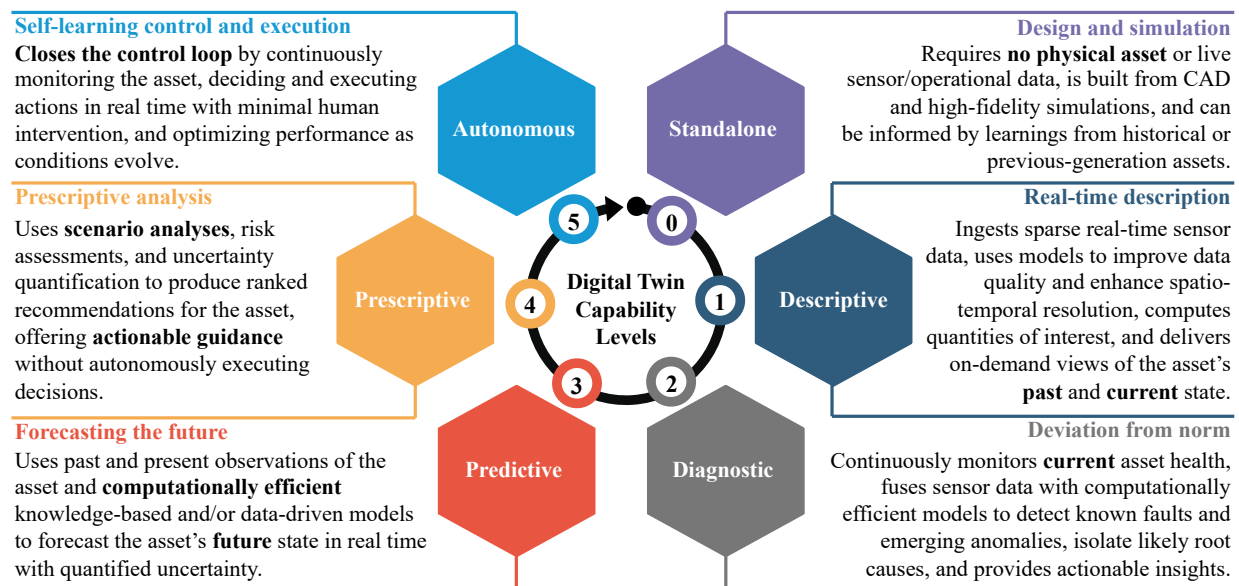 Self-learning control and execution
Closes the control loop by continuously
monitoring the asset, deciding and executing
actions in real time with minimal human
intervention, and optimizing performance as
conditions evolve.
Autonomous
Standalone
Design and simulation
Requires no physical asset or live
sensor/operational data, is built from CAD
and high-fidelity simulations, and can
be informed by learnings from historical or
previous-generation assets.
Prescriptive analysis
Uses scenario analyses, risk
assessments, and uncertainty
quantification to produce ranked
recommendations for the asset,
offering actionable guidance
without autonomously executing
decisions.
Prescriptive
5
0
4
Digital Twin
Capability
Levels
1
3
2
Descriptive
Real-time description
Ingests sparse real-time sensor
data, uses models to improve data
quality and enhance spatio-
temporal resolution, computes
quantities of interest, and delivers
on-demand views of the asset's
past and current state.
Forecasting the future
Uses past and present observations of the
asset and computationally efficient
knowledge-based and/or data-driven models
to forecast the asset's future state in real time
with quantified uncertainty.
Predictive
Diagnostic
Deviation from norm
Continuously monitors current asset health,
fuses sensor data with computationally
efficient models to detect known faults and
emerging anomalies, isolate likely root
causes, and provides actionable insights.